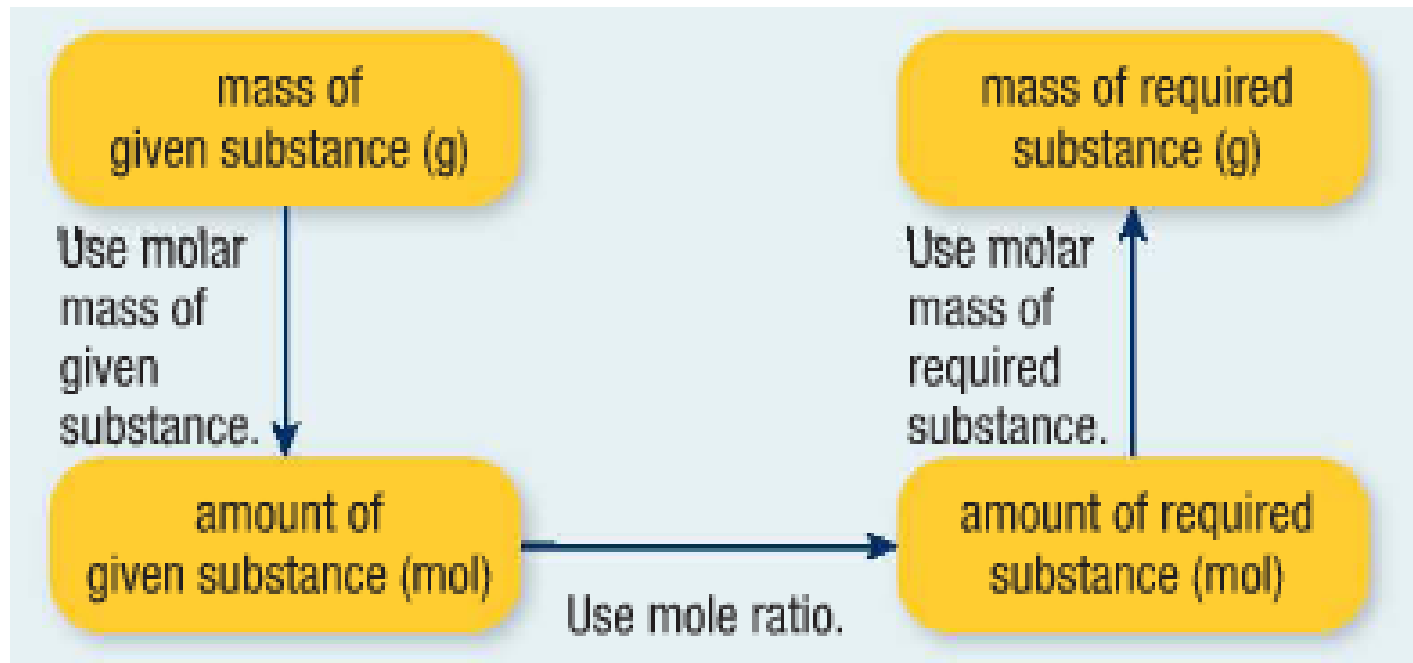 mass of
given substance (g)
mass of required
substance (g)
Use molar
mass of
given
substance.
Use molar
mass of
required
substance.
amount of
given substance (mol)
Use mole ratio.
amount of required
substance (mol)